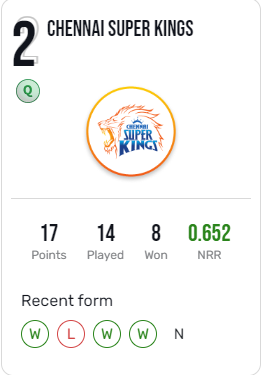 2 CHENNAI SUPER KINGS
Q
CHENNAI
SUPER
KINGS
17 14 8 0.652
Points Played Won NRR
Recent form
W L W W N